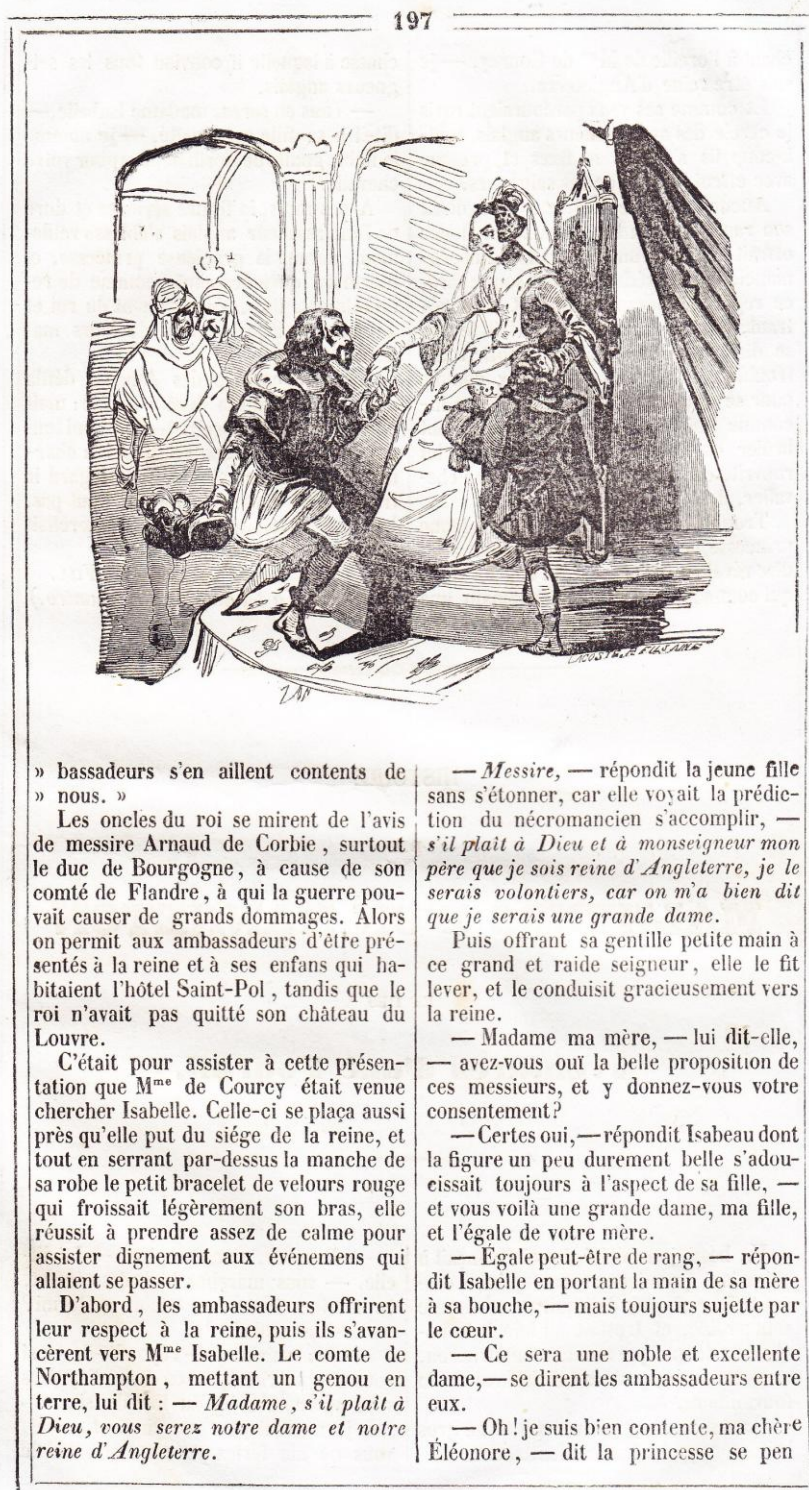 197
» bassadeurs s'en aillent contents de
» nous. »
Les oncles du roi se mirent de l'avis
de messire Arnaud de Corbie, surtout
le duc de Bourgogne, à cause de son
comté de Flandre, à qui la guerre pou-
vait causer de grands dommages. Alors
on permit aux ambassadeurs d'être pré-
sentés à la reine et à ses enfans qui ha-
bitaient l'hôtel Saint-Pol, tandis que le
roi n'avait pas quitté son château du
Louvre.
C'était pour assister à cette présen-
tation que Mme de Courcy était venue
chercher Isabelle. Celle-ci se plaça aussi
près qu'elle put du siége de la reine, et
tout en serrant par-dessus la manche de
sa robe le petit bracelet de velours rouge
qui froissait légèrement son bras, elle
réussit à prendre assez de calme pour
assister dignement aux événemens qui
allaient se passer.
D'abord, les ambassadeurs offrirent
leur respect à la reine, puis ils s'avan-
cèrent vers Mme Isabelle. Le comte de
Northampton, mettant un genou en
terre, lui dit : — Madame, s'il plaît à
Dieu, vous serez notre dame et notre
reine d'Angleterre.
— Messire, — répondit la jeune fille
sans s'étonner, car elle voyait la prédic-
tion du nécromancien s'accomplir, —
s'il plaît à Dieu et à monseigneur mon
père que je sois reine d'Angleterre, je le
serais volontiers, car on m'a bien dit
que je serais une grande dame.
Puis offrant sa gentille petite main à
ce grand et raide seigneur, elle le fit
lever, et le conduisit gracieusement vers
la reine.
— Madame ma mère, — lui dit-elle,
— avez-vous ouï la belle proposition de
ces messieurs, et y donnez-vous votre
consentement?
— Certes oui, — répondit Isabeau dont
la figure un peu durement belle s'adou-
cissait toujours à l'aspect de sa fille, —
et vous voilà une grande dame, ma fille,
et l'égale de votre mère.
— Égale peut-être de rang, — répon-
dit Isabelle en portant la main de sa mère
à sa bouche, — mais toujours sujette par
le cœur.
— Ce sera une noble et excellente
dame, — se dirent les ambassadeurs entre
eux.
— Oh ! je suis bien contente, ma chère
Éléonore, — dit la princesse se pen